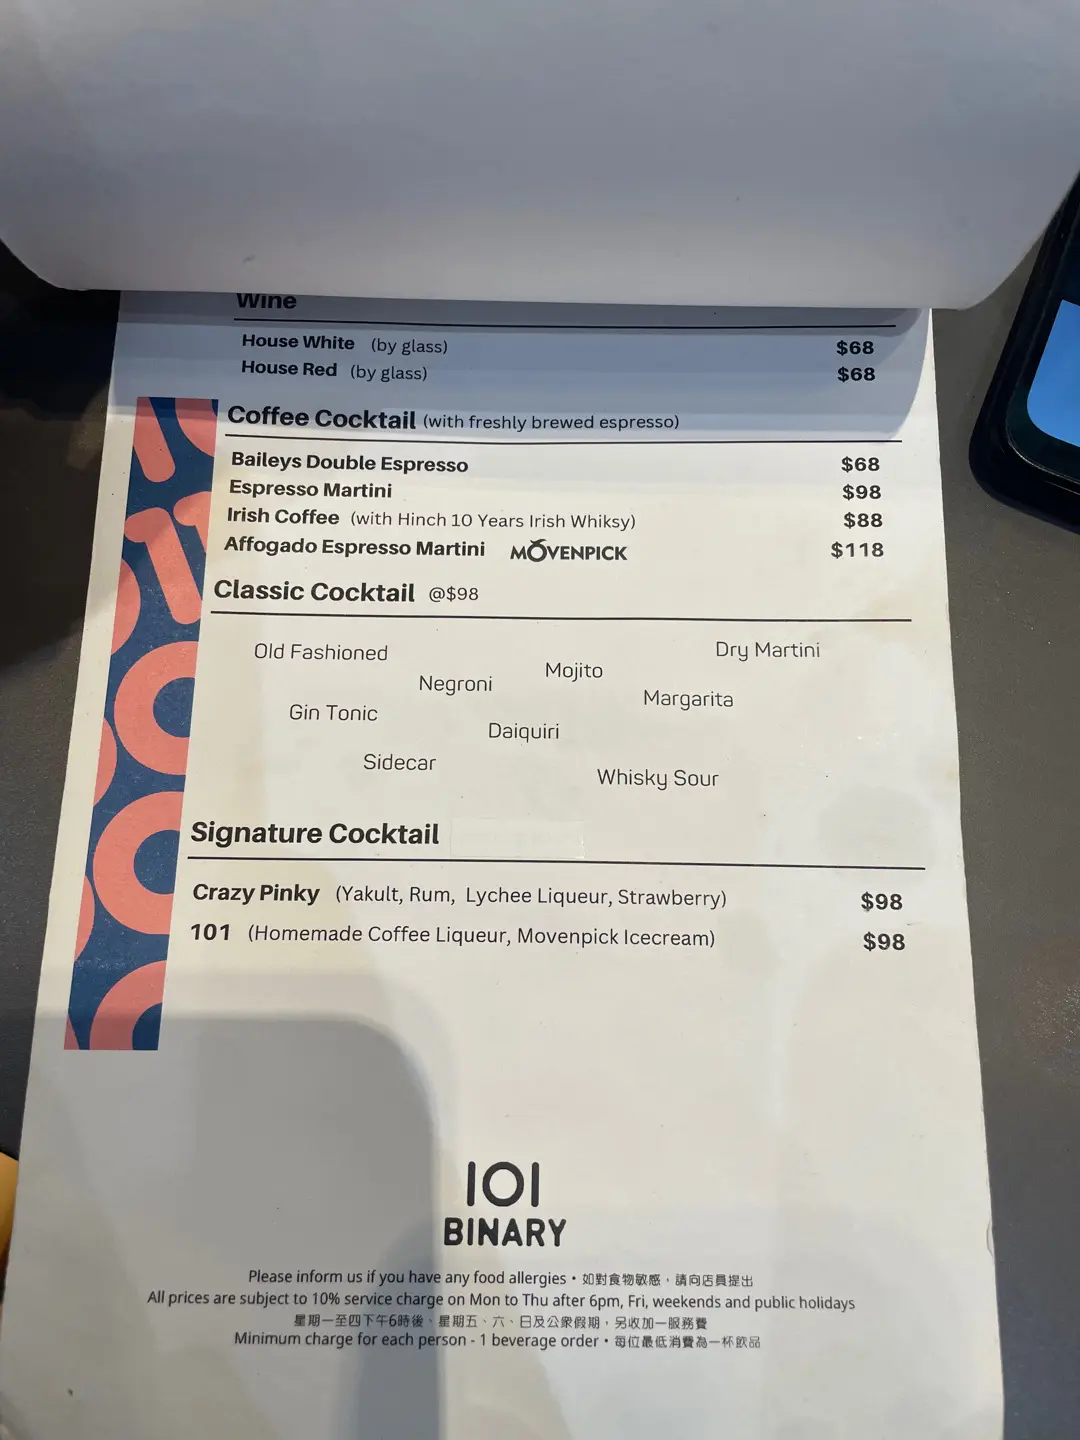 Wine
House White (by glass) $68
House Red (by glass) $68
Coffee Cocktail (with freshly brewed espresso)
Baileys Double Espresso $68
Espresso Martini $98
Irish Coffee (with Hinch 10 Years Irish Whiksy) $88
Affogado Espresso Martini MÖVENPICK $118
Classic Cocktail @$98
Old Fashioned
Dry Martini
Mojito
Negroni
Margarita
Gin Tonic
Daiquiri
Sidecar
Whisky Sour
Signature Cocktail
Crazy Pinky (Yakult, Rum, Lychee Liqueur, Strawberry) $98
101 (Homemade Coffee Liqueur, Movenpick Icecream) $98
101
BINARY
Please inform us if you have any food allergies • 如對食物敏感，請向店員提出
All prices are subject to 10% service charge on Mon to Thu after 6pm, Fri, weekends and public holidays
星期一至四下午6時後、星期五、六、日及公眾假期，另收加一服務費
Minimum charge for each person - 1 beverage order • 每位最低消費為一杯飲品